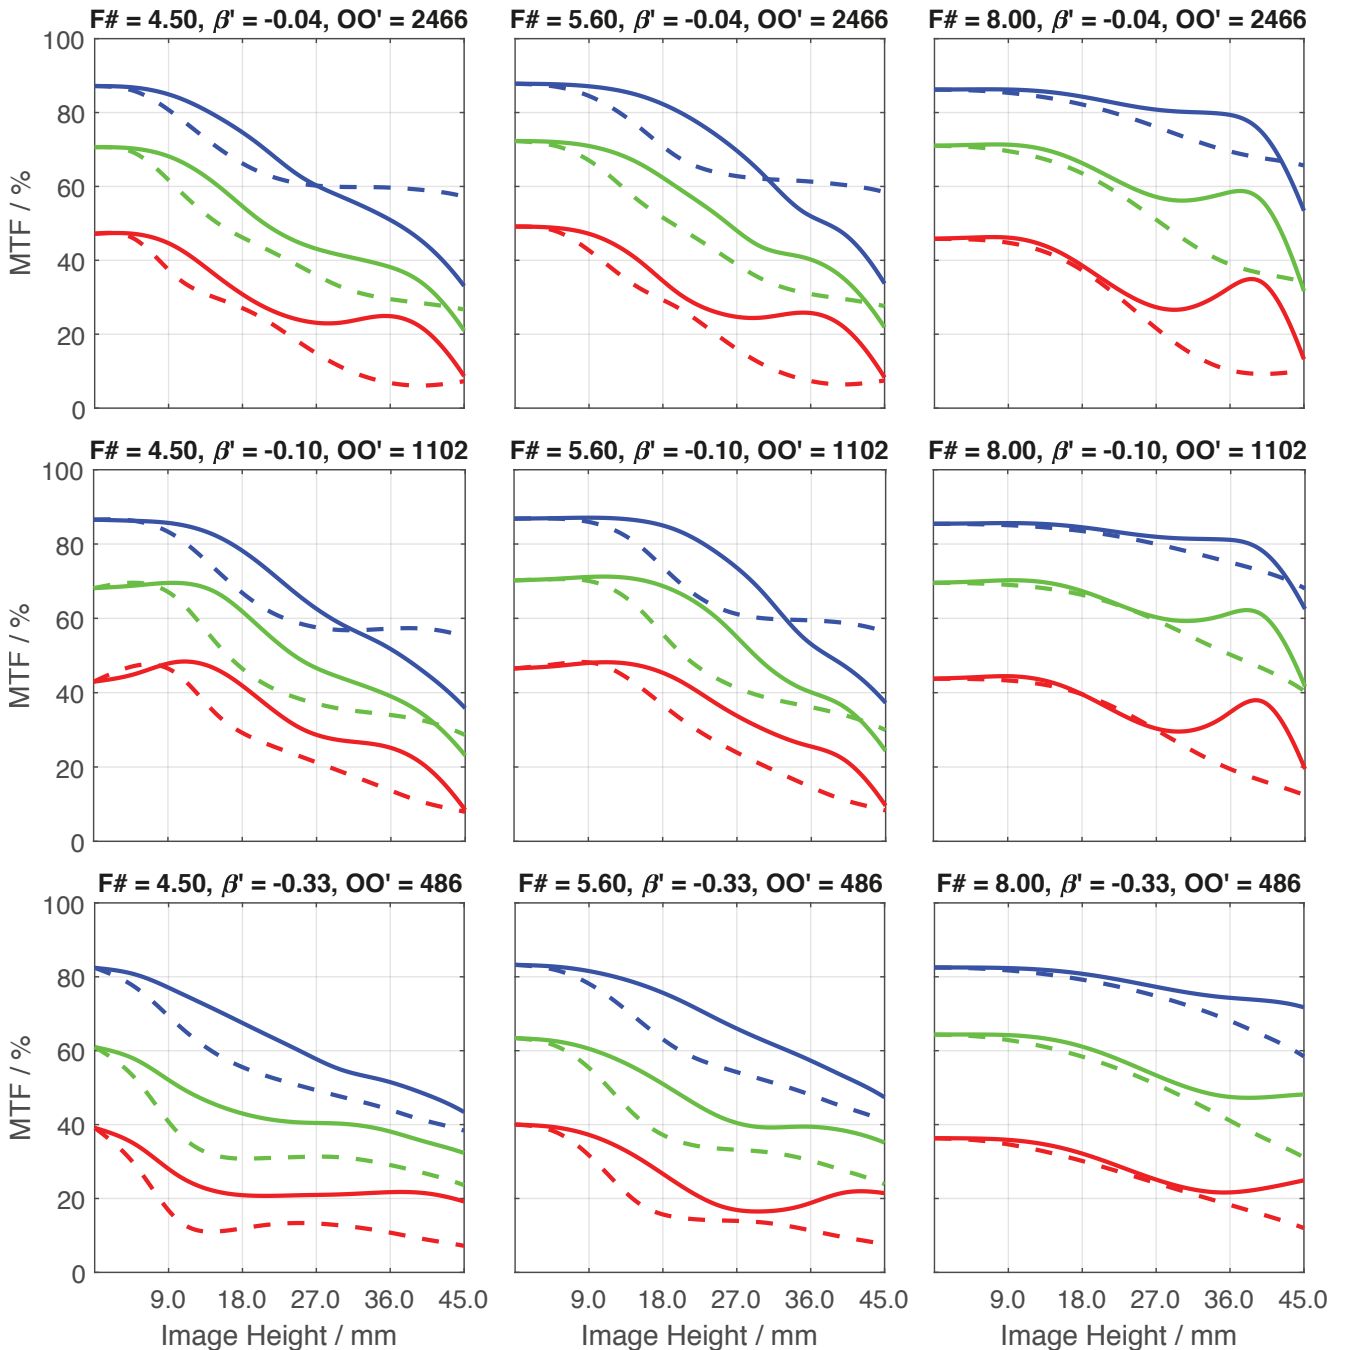 F# = 4.50, β' = -0.04, OO' = 2466
F# = 5.60, β' = -0.04, OO' = 2466
F# = 8.00, β' = -0.04, OO' = 2466
100
80
60
40
20
0
MTF / %
F# = 4.50, β' = -0.10, OO' = 1102
F# = 5.60, β' = -0.10, OO' = 1102
F# = 8.00, β' = -0.10, OO' = 1102
100
80
60
40
20
0
MTF / %
F# = 4.50, β' = -0.33, OO' = 486
F# = 5.60, β' = -0.33, OO' = 486
F# = 8.00, β' = -0.33, OO' = 486
100
80
60
40
20
0
MTF / %
9.0 18.0 27.0 36.0 45.0
9.0 18.0 27.0 36.0 45.0
9.0 18.0 27.0 36.0 45.0
Image Height / mm
Image Height / mm
Image Height / mm